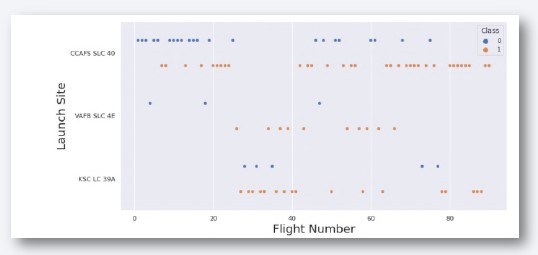 Class
0
1
CCAFS SLC 40
VAFB SLC 4E
KSC LC 39A
Launch Site
0 20 40 60 80
Flight Number